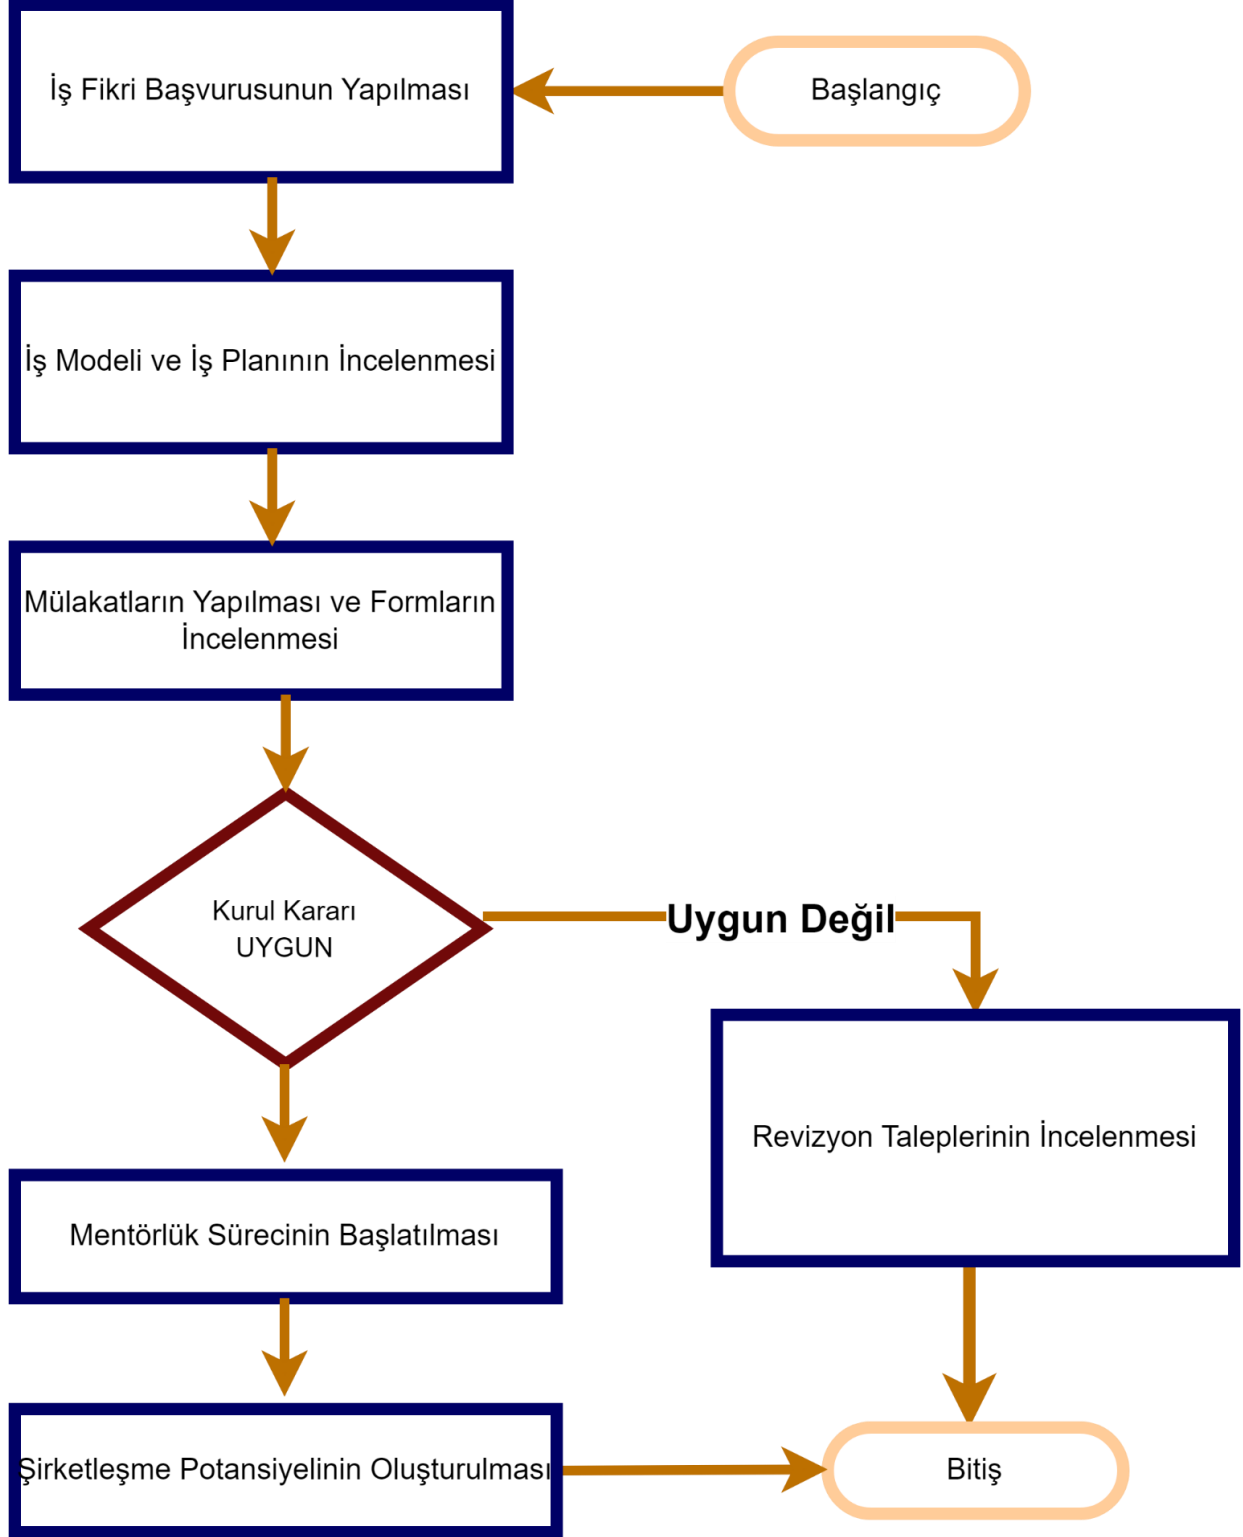 Başlangıç
İş Fikri Başvurusunun Yapılması
İş Modeli ve İş Planının İncelenmesi
Mülakatların Yapılması ve Formların
İncelenmesi
Kurul Kararı
UYGUN
Uygun Değil
Revizyon Taleplerinin İncelenmesi
Mentörlük Sürecinin Başlatılması
Şirketleşme Potansiyelinin Oluşturulması
Bitiş